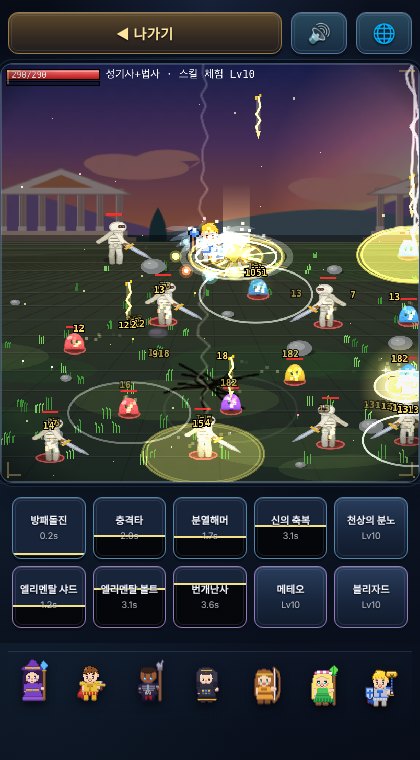 ◀ 나가기
290/290 성기사+법사 · 스킬 체험 Lv10
1051
13
13
7
13
12
1918
18
182
182
182
16
154
14
방패돌진
0.2s
충격타
2.0s
분열해머
1.7s
신의 축복
3.1s
천상의 분노
Lv10
엘리멘탈 샤드
1.2s
엘리멘탈 볼트
3.1s
번개난사
3.6s
메테오
Lv10
블리자드
Lv10